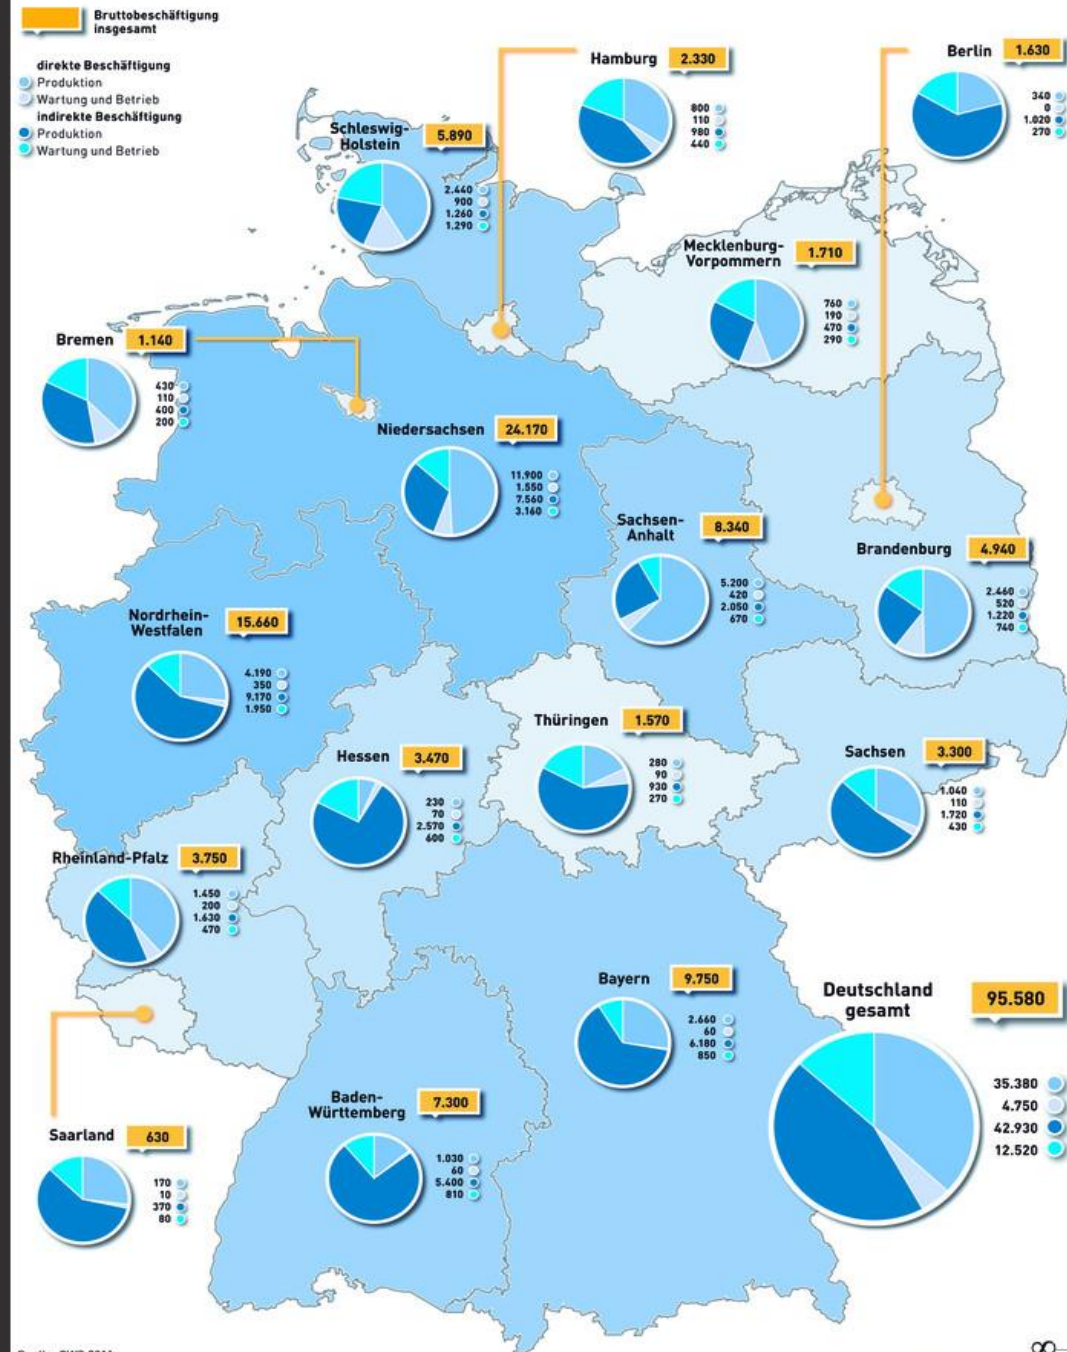 Bruttobeschäftigung
insgesamt
direkte Beschäftigung
Produktion
Wartung und Betrieb
indirekte Beschäftigung
Produktion
Wartung und Betrieb
Hamburg 2.330
800
110
980
440
Berlin 1.630
340
0
1.020
270
Schleswig-
Holstein 5.890
2.440
900
1.260
1.290
Mecklenburg-
Vorpommern 1.710
760
190
470
290
Bremen 1.140
430
110
400
200
Niedersachsen 24.170
11.900
1.550
7.560
3.160
Sachsen-
Anhalt 8.340
5.200
420
2.050
670
Brandenburg 4.940
2.460
520
1.220
740
Nordrhein-
Westfalen 15.660
4.190
350
9.170
1.950
Thüringen 1.570
280
90
930
270
Hessen 3.470
230
70
2.570
600
Sachsen 3.300
1.040
110
1.720
430
Rheinland-Pfalz 3.750
1.450
200
1.630
470
Bayern 9.750
2.660
60
6.180
850
Deutschland
gesamt 95.580
35.380
4.750
42.930
12.520
Baden-
Württemberg 7.300
1.030
60
5.400
810
Saarland 630
170
10
370
80